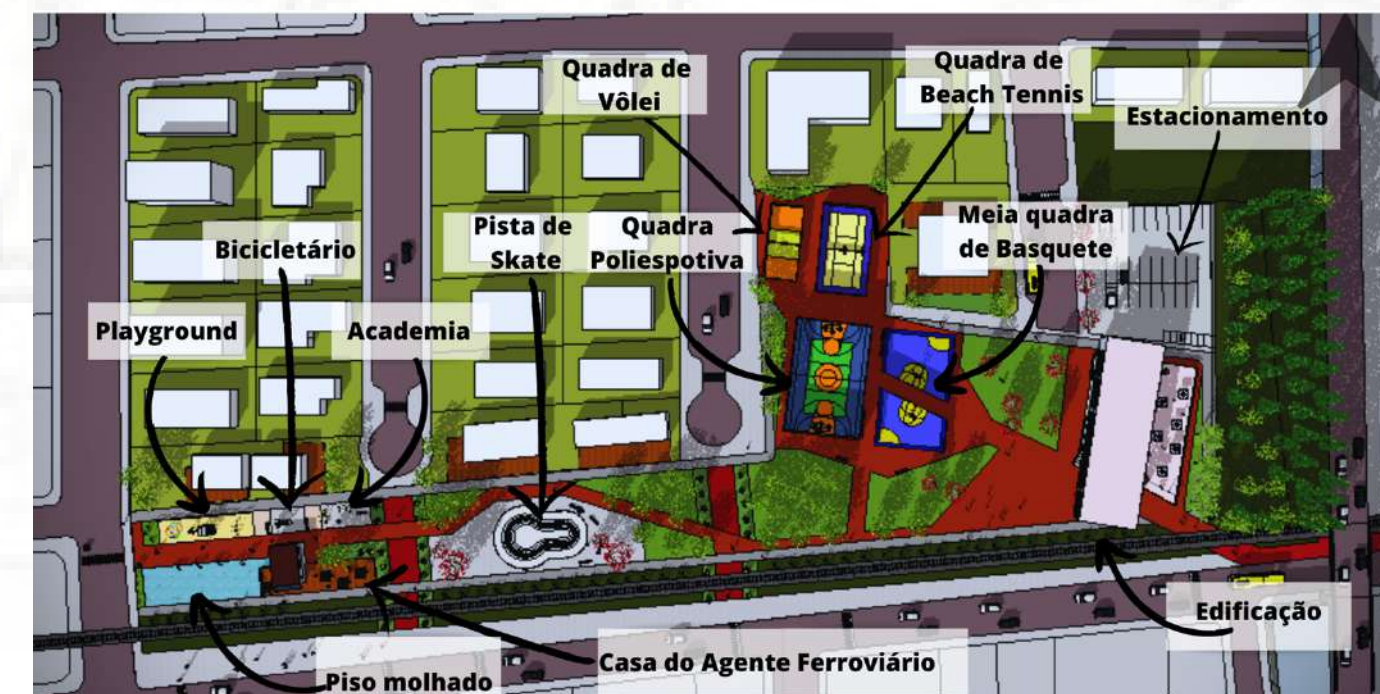 Quadra de
Vôlei
Quadra de
Beach Tennis
Estacionamento
Bicicletário
Pista de
Skate
Quadra
Poliespotiva
Meia quadra
de Basquete
Playground
Academia
Edificação
Casa do Agente Ferroviário
Piso molhado